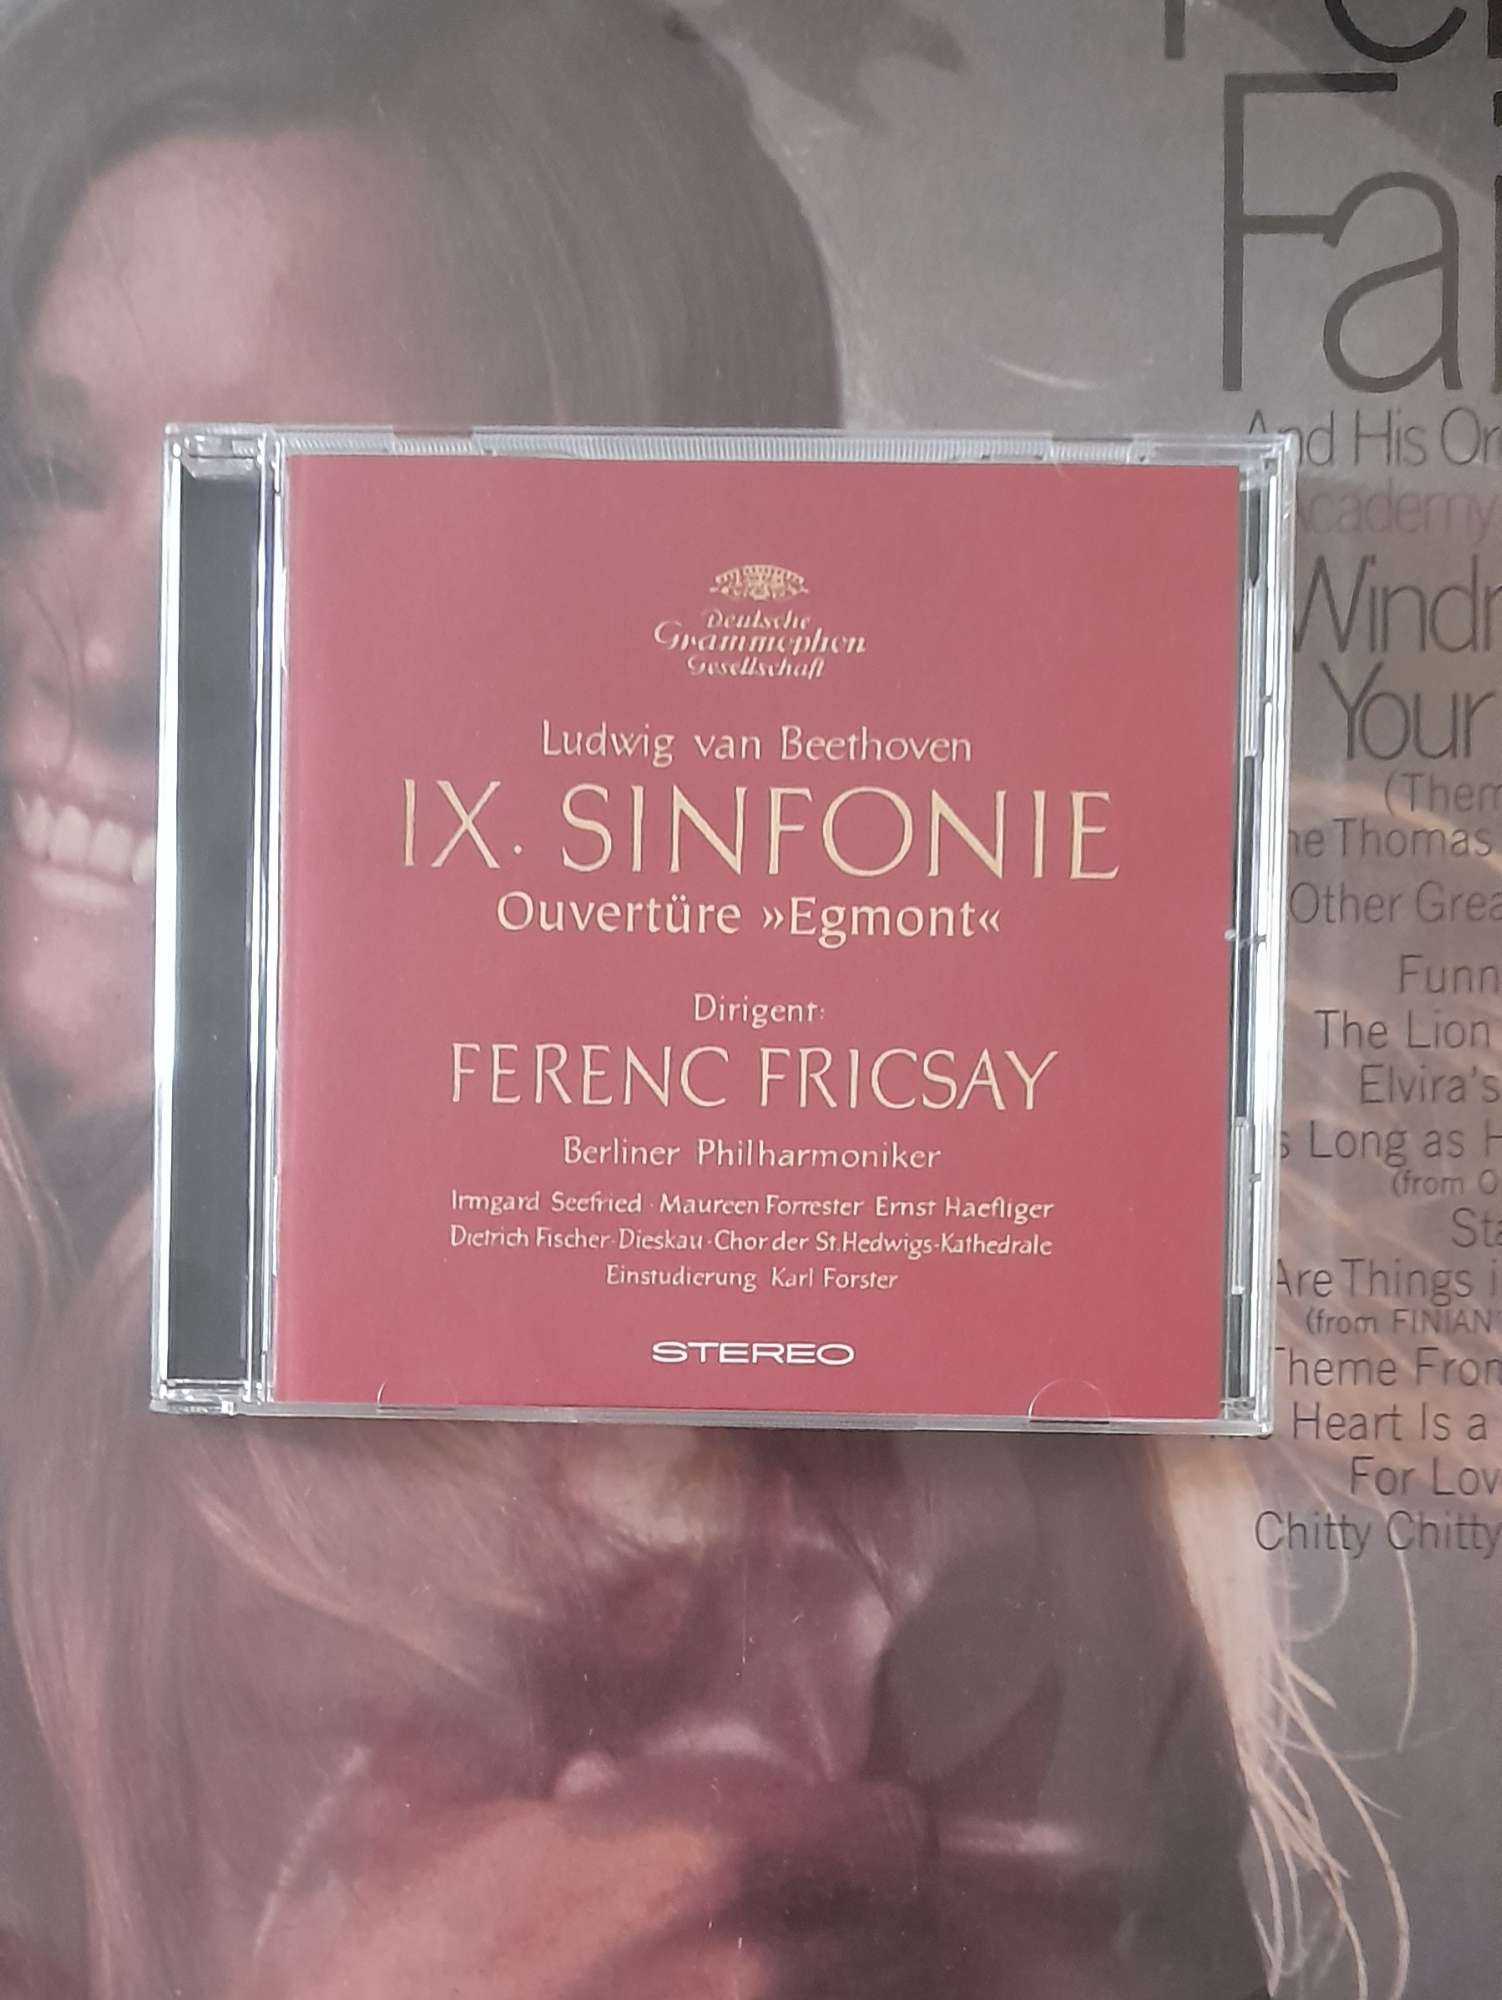 Fai
And His Or
Academy
Windr
Your
(Them
he Thomas
Other Grea
Funn
The Lion
Elvira's
s Long as H
(from O
Sta
Are Things i
(from FINIAN
Theme From
Heart Is a
For Lov
Chitty Chitty
Deutsche
Grammophon
Gesellschaft
Ludwig van Beethoven
IX. SINFONIE
Ouvertüre »Egmont«
Dirigent:
FERENC FRICSAY
Berliner Philharmoniker
Irmgard Seefried · Maureen Forrester Ernst Haefliger
Dietrich Fischer-Dieskau · Chor der St. Hedwigs-Kathedrale
Einstudierung Karl Forster
STEREO